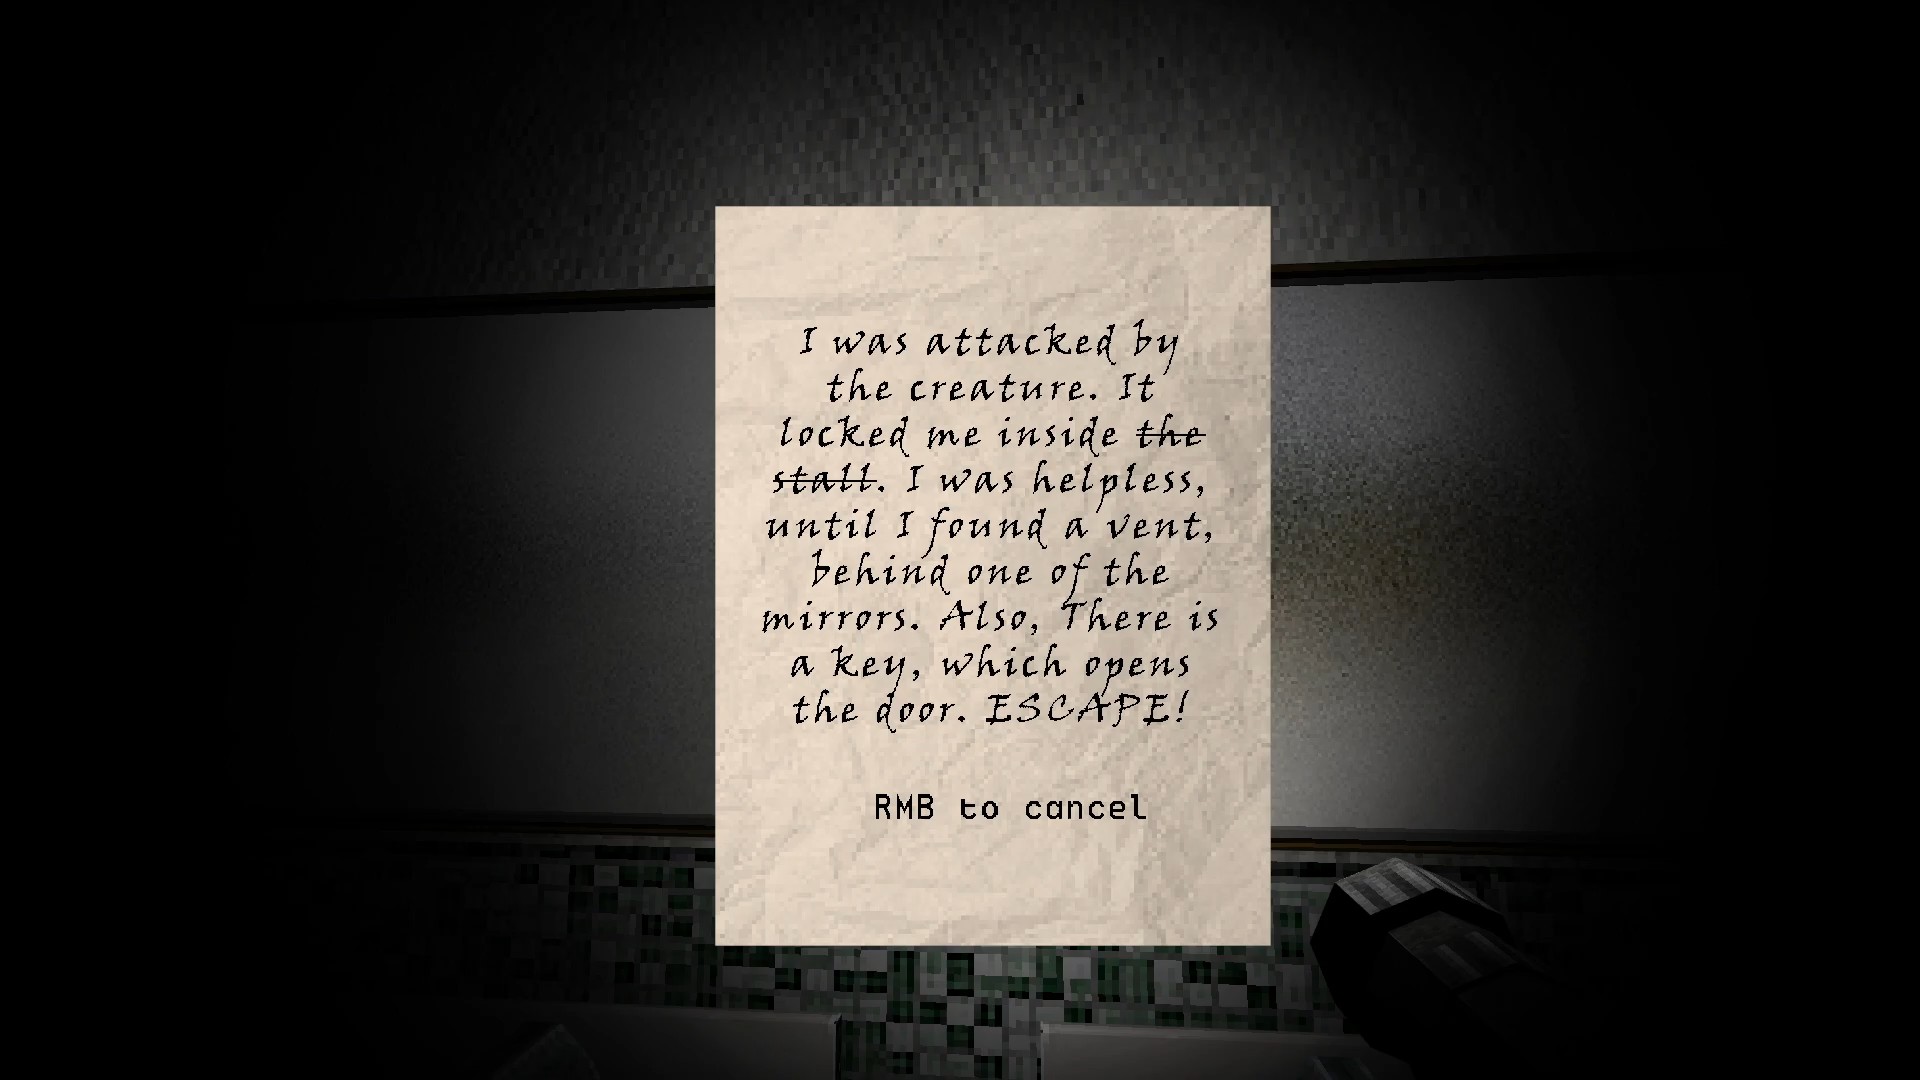 I was attacked by
the creature. It
locked me inside the
stall. I was helpless,
until I found a vent,
behind one of the
mirrors. Also, There is
a key, which opens
the door. ESCAPE!
RMB to cancel